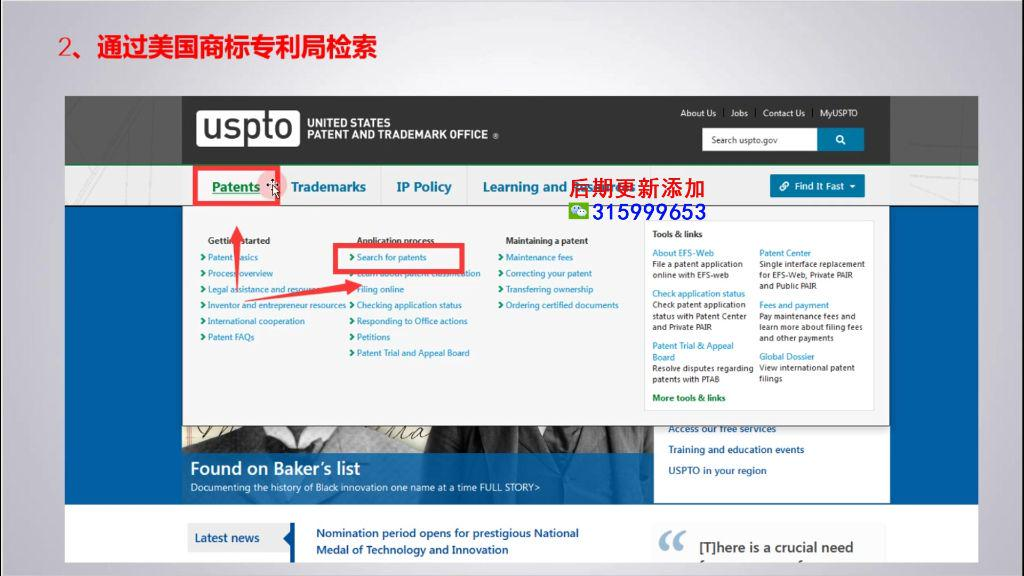 2、通过美国商标专利局检索
uspto
UNITED STATES
PATENT AND TRADEMARK OFFICE ®
About Us
Jobs
Contact Us
MyUSPTO
Search uspto.gov
Patents
Trademarks
IP Policy
Learning and
Find It Fast
后期更新添加
315999653
Getting started
Patent basics
Process overview
Legal assistance and resources
Inventor and entrepreneur resources
International cooperation
Patent FAQs
Application process
Search for patents
Learn about patent classification
Filing online
Checking application status
Responding to Office actions
Petitions
Patent Trial and Appeal Board
Maintaining a patent
Maintenance fees
Correcting your patent
Transferring ownership
Ordering certified documents
Tools & links
About EFS-Web
File a patent application
online with EFS-web
Check application status
Check patent application
status with Patent Center
and Private PAIR
Patent Trial & Appeal
Board
Resolve disputes regarding
patents with PTAB
More tools & links
Patent Center
Single interface replacement
for EFS-Web, Private PAIR
and Public PAIR
Fees and payment
Pay maintenance fees and
learn more about filing fees
and other payments
Global Dossier
View international patent
filings
Access our free services
Training and education events
USPTO in your region
Found on Baker's list
Documenting the history of Black innovation one name at a time FULL STORY>
Latest news
Nomination period opens for prestigious National
Medal of Technology and Innovation
[T]here is a crucial need